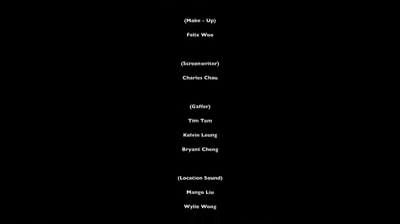 (Make - Up)
Felix Woo
(Screenwriter)
Charles Chau
(Gaffer)
Tim Tam
Kelvin Leung
Bryant Cheng
(Location Sound)
Mango Liu
Wylie Wong